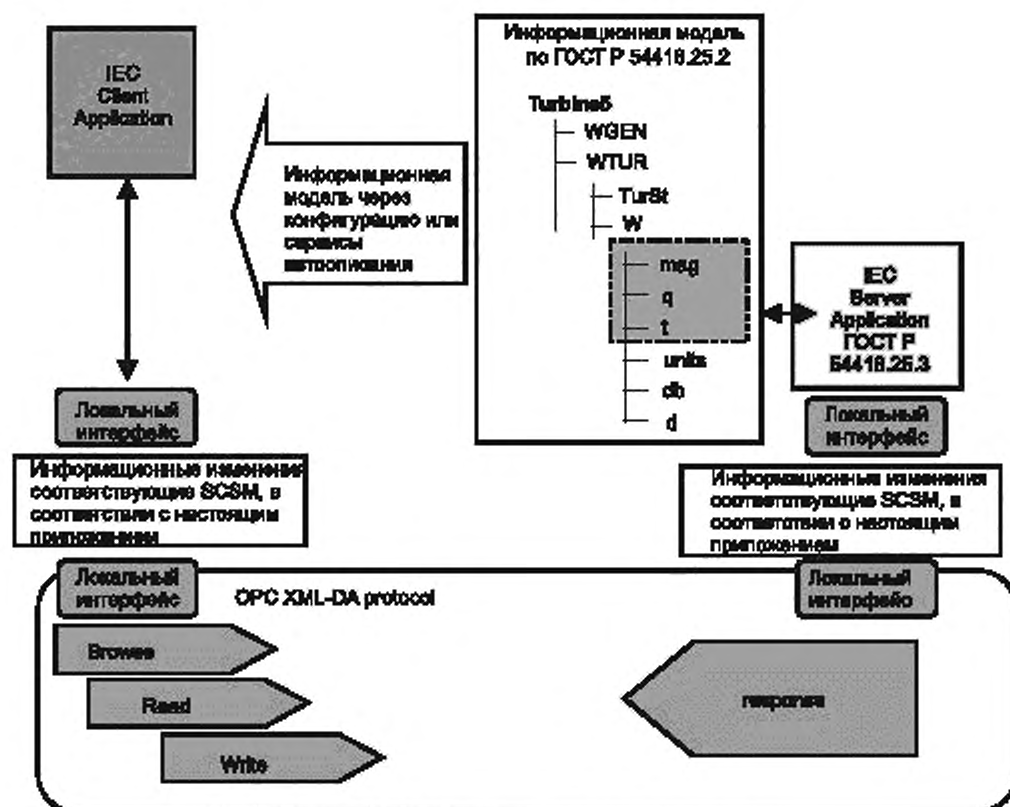 IEC
Client
Application
Информационная
модель через
конфигурацию или
сервисы
автоописания
Информационная модель
по ГОСТ Р 54418.25.2
Turbine5
WGEN
WTUR
TurSt
W
mag
q
t
units
db
d
IEC
Server
Application
ГОСТ Р
54418.25.3
Локальный
интерфейс
Информационные изменения
соответствующие SCSM, в
соответствии с настоящим
приложением
Локальный
интерфейс
Информационные изменения
соответствующие SCSM, в
соответствии с настоящим
приложением
Локальный
интерфейс
OPC XML-DA protocol
Локальный
интерфейс
Browse
Read
Write
response